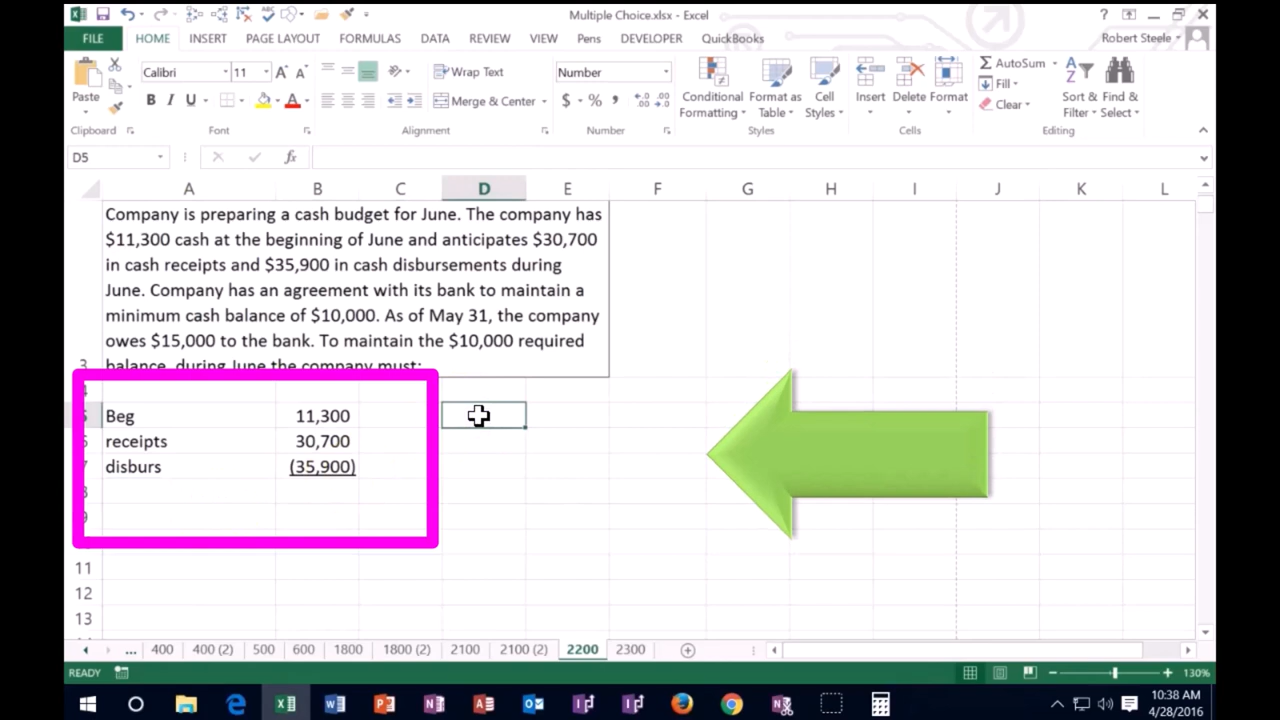 Multiple Choice.xlsx - Excel
?
FILE HOME INSERT PAGE LAYOUT FORMULAS DATA REVIEW VIEW Pens DEVELOPER QuickBooks Robert Steele
Paste
Calibri 11
B I U A
Wrap Text
Merge & Center
Number
$ % ,
Conditional Formatting
Format as Table
Cell Styles
Insert Delete Format
AutoSum
Fill
Clear
Sort & Filter
Find & Select
Clipboard Font Alignment Number Styles Cells Editing
D5 fx
A B C D E F G H I J K L
Company is preparing a cash budget for June. The company has
$11,300 cash at the beginning of June and anticipates $30,700
in cash receipts and $35,900 in cash disbursements during
June. Company has an agreement with its bank to maintain a
minimum cash balance of $10,000. As of May 31, the company
owes $15,000 to the bank. To maintain the $10,000 required
3 balance, during June the company must:
Beg 11,300
receipts 30,700
disburs (35,900)
11
12
13
... 400 400 (2) 500 600 1800 1800 (2) 2100 2100 (2) 2200 2300
READY 130%
10:38 AM
4/28/2016